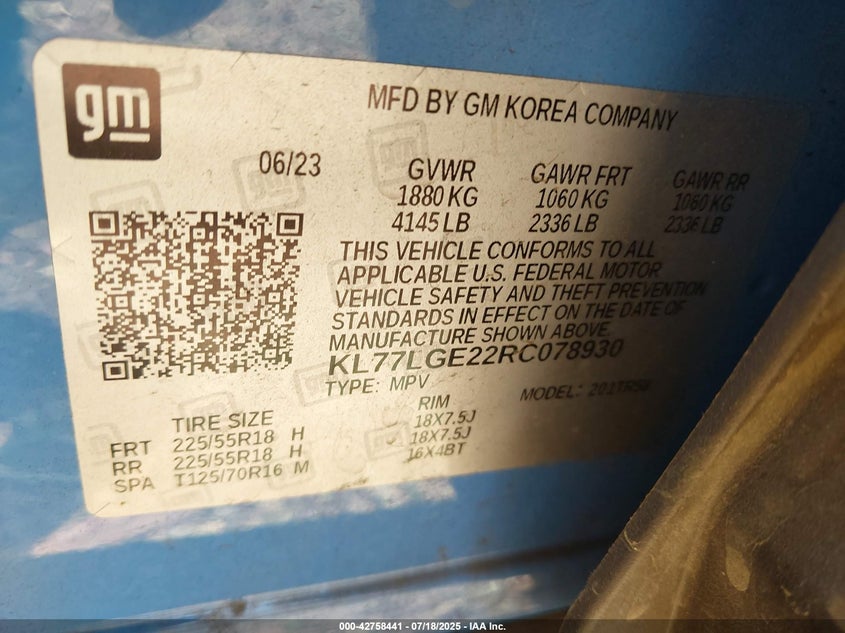 gm
MFD BY GM KOREA COMPANY
06/23
GVWR GAWR FRT GAWR RR
1880 KG 1060 KG 1060 KG
4145 LB 2336 LB 2336 LB
THIS VEHICLE CONFORMS TO ALL
APPLICABLE U.S. FEDERAL MOTOR
VEHICLE SAFETY AND THEFT PREVENTION
STANDARDS IN EFFECT ON THE DATE OF
MANUFACTURE SHOWN ABOVE.
KL77LGE22RC078930
TYPE: MPV MODEL:
TIRE SIZE RIM
FRT 225/55R18 H 18X7.5J
RR 225/55R18 H 18X7.5J
SPA T125/70R16 M 16X4BT
000-42758441 - 07/18/2025 - IAA Inc.